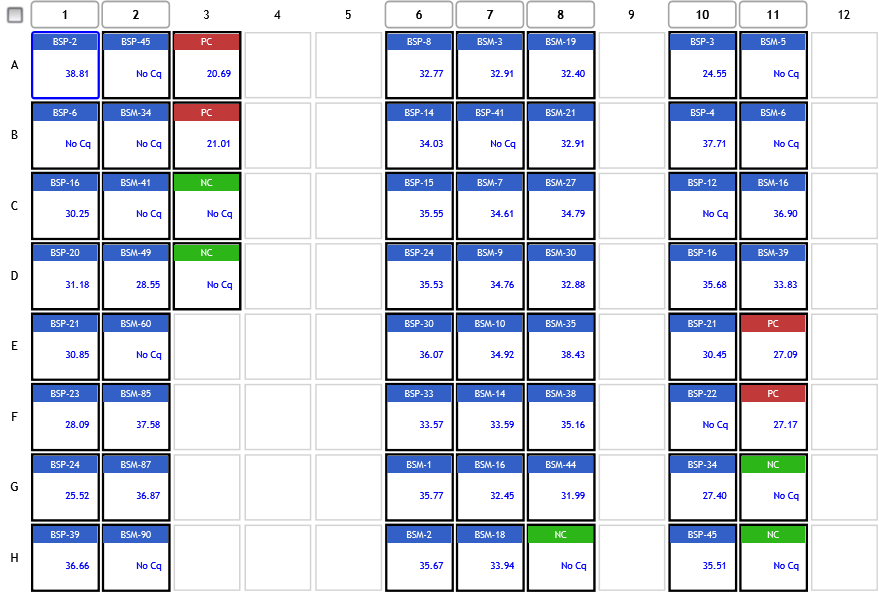 1 2 3 4 5 6 7 8 9 10 11 12
A BSP-2 BSP-45 PC BSP-8 BSM-3 BSM-19 BSP-3 BSM-5
38.81 No Cq 20.69 32.77 32.91 32.40 24.55 No Cq
B BSP-6 BSM-34 PC BSP-14 BSP-41 BSM-21 BSP-4 BSM-6
No Cq No Cq 21.01 34.03 No Cq 32.91 37.71 No Cq
C BSP-16 BSM-41 NC BSP-15 BSM-7 BSM-27 BSP-12 BSM-16
30.25 No Cq No Cq 35.55 34.61 34.79 No Cq 36.90
D BSP-20 BSM-49 NC BSP-24 BSM-9 BSM-30 BSP-16 BSM-39
31.18 28.55 No Cq 35.53 34.76 32.88 35.68 33.83
E BSP-21 BSM-60 BSP-30 BSM-10 BSM-35 BSP-21 PC
30.85 No Cq 36.07 34.92 38.43 30.45 27.09
F BSP-23 BSM-85 BSP-33 BSM-14 BSM-38 BSP-22 PC
28.09 37.58 33.57 33.59 35.16 No Cq 27.17
G BSP-24 BSM-87 BSM-1 BSM-16 BSM-44 BSP-34 NC
25.52 36.87 35.77 32.45 31.99 27.40 No Cq
H BSP-39 BSM-90 BSM-2 BSM-18 NC BSP-45 NC
36.66 No Cq 35.67 33.94 No Cq 35.51 No Cq